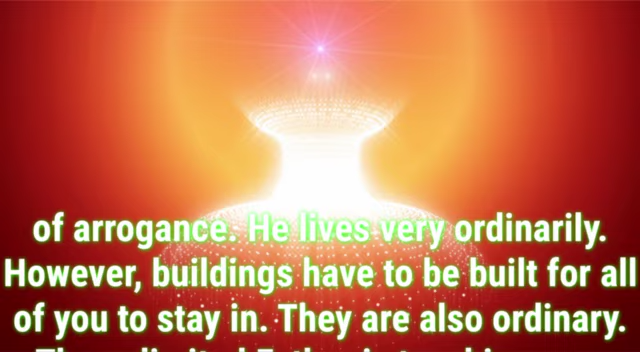 of arrogance. He lives very ordinarily.
However, buildings have to be built for all
of you to stay in. They are also ordinary.